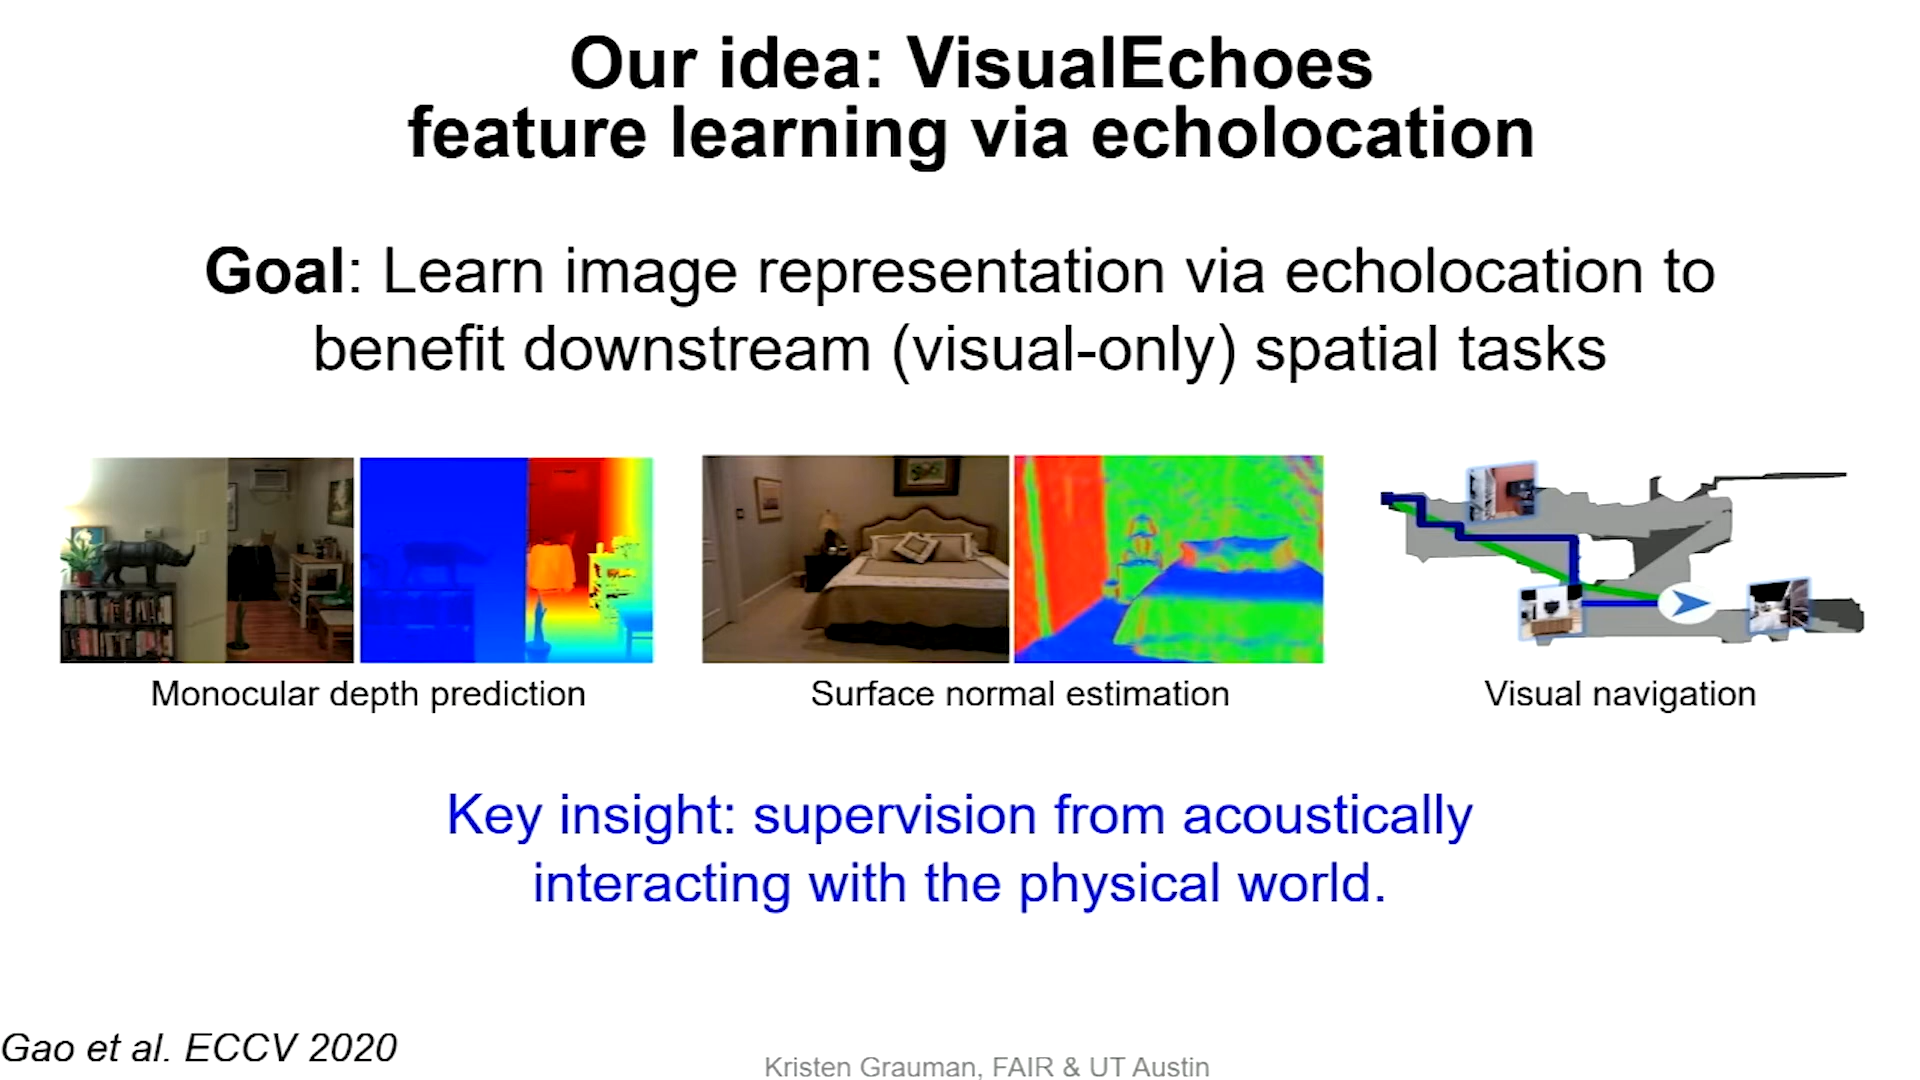 Our idea: VisualEchoes
feature learning via echolocation
Goal: Learn image representation via echolocation to
benefit downstream (visual-only) spatial tasks
Monocular depth prediction
Surface normal estimation
Visual navigation
Key insight: supervision from acoustically
interacting with the physical world.
Gao et al. ECCV 2020
Kristen Grauman, FAIR & UT Austin